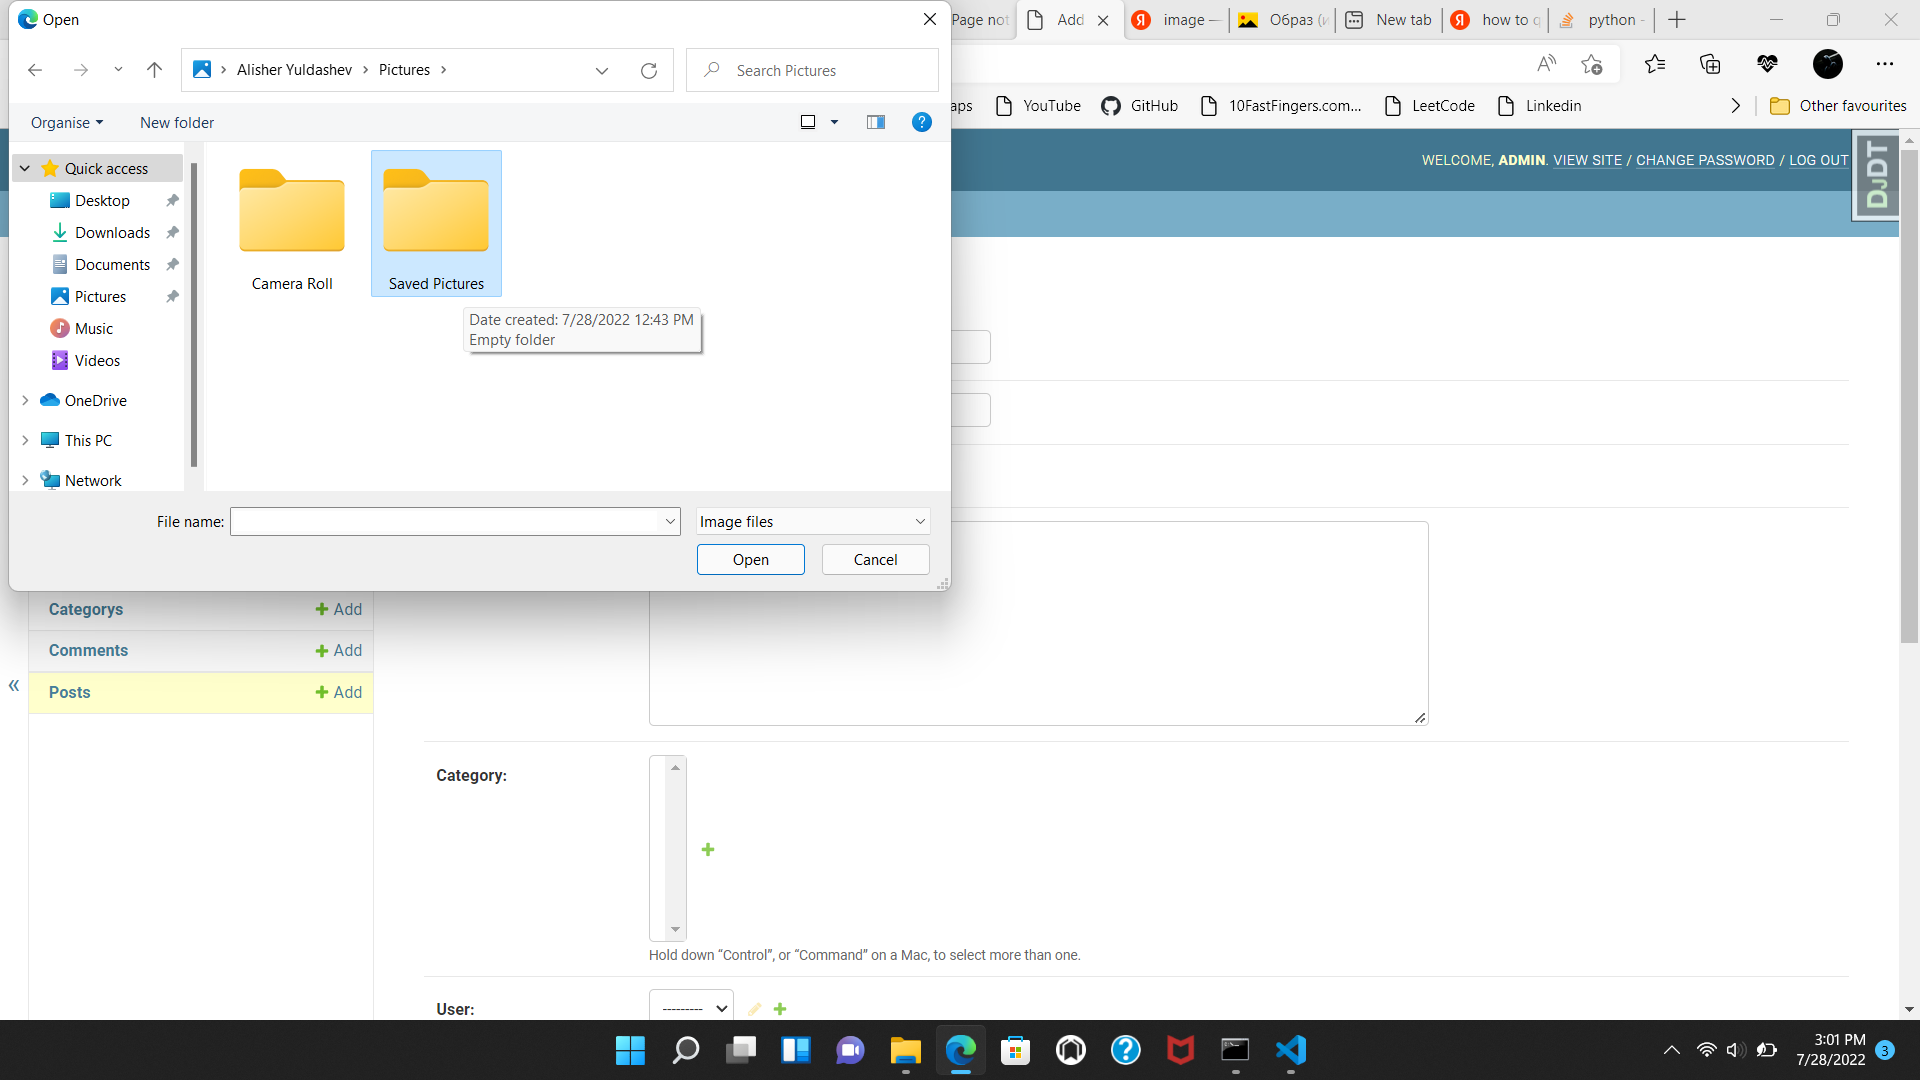 Open
Page not
Add
image —
Образ (и
New tab
how to q
python -
Alisher Yuldashev
Pictures
Search Pictures
aps
YouTube
GitHub
10FastFingers.com...
LeetCode
Linkedin
Other favourites
Organise
New folder
WELCOME, ADMIN. VIEW SITE / CHANGE PASSWORD / LOG OUT
DJDT
Quick access
Desktop
Downloads
Documents
Pictures
Music
Videos
OneDrive
This PC
Network
Camera Roll
Saved Pictures
Date created: 7/28/2022 12:43 PM
Empty folder
File name:
Image files
Open
Cancel
Categorys
Add
Comments
Add
Posts
Add
Category:
Hold down “Control”, or “Command” on a Mac, to select more than one.
User:
---------
3:01 PM
7/28/2022
3